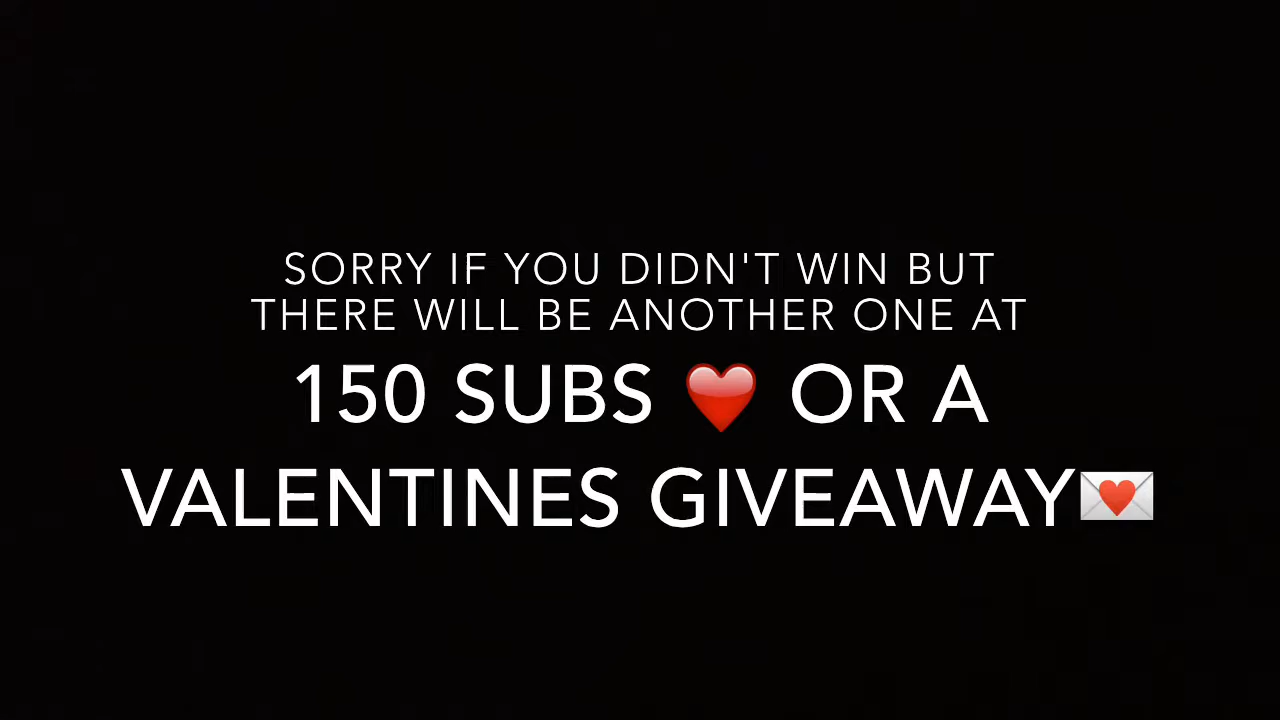 SORRY IF YOU DIDN'T WIN BUT
THERE WILL BE ANOTHER ONE AT
150 SUBS ❤️ OR A
VALENTINES GIVEAWAY💌